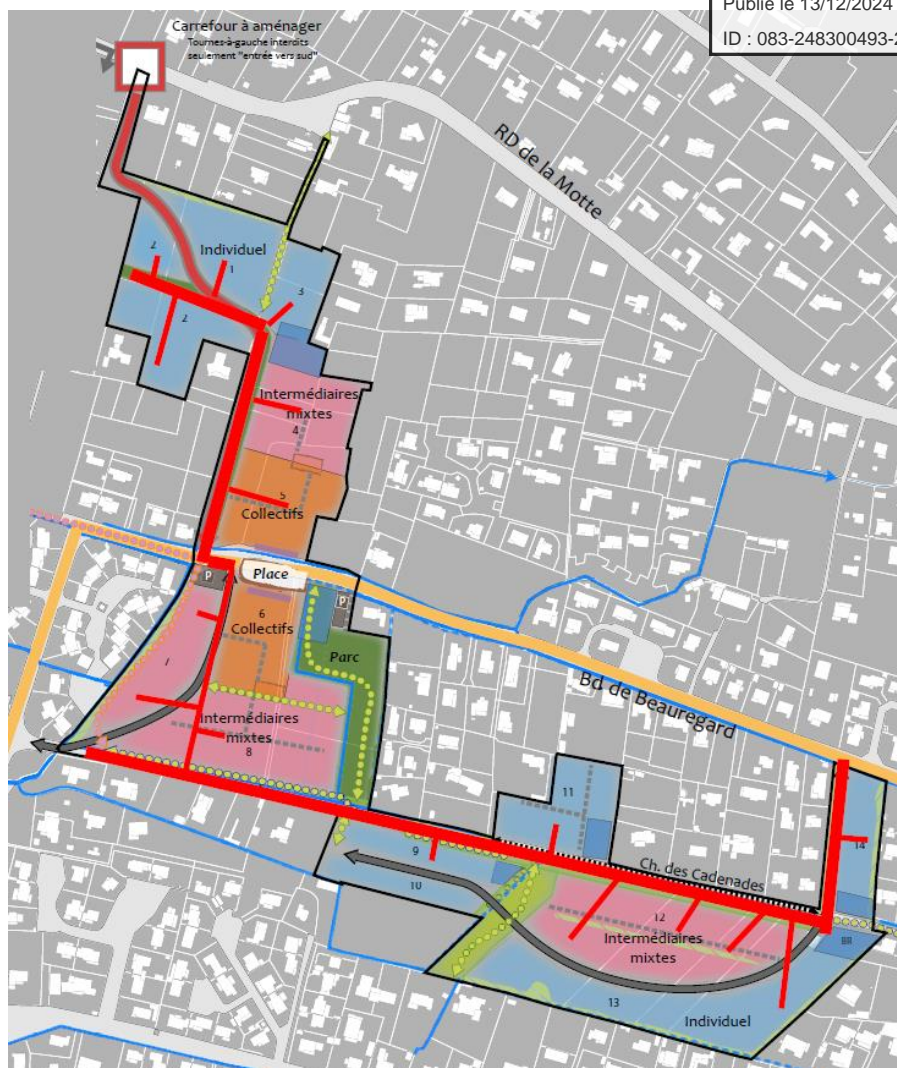 Publié le 13/12/2024
ID : 083-248300493-2
Carrefour à aménager
Tournes-à-gauche interdits
seulement "entrée vers sud"
RD de la Motte
Individuel
2
1
3
2
Intermédiaires
mixtes
4
5
Collectifs
P
Place
6
Collectifs
P
Parc
Bd de Beauregard
Intermédiaires
mixtes
8
11
14
9
Ch. des Cadenades
10
12
Intermédiaires
mixtes
BR
13
Individuel